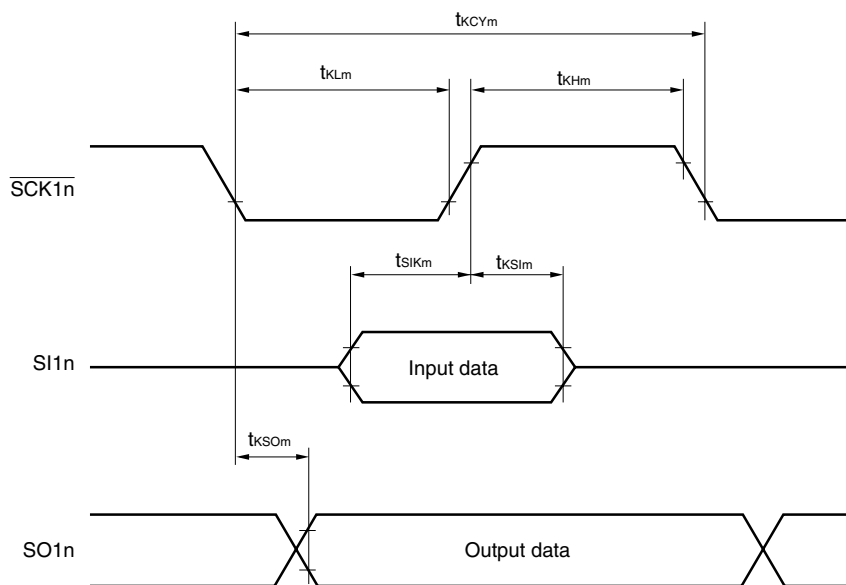 tKCYm
tKLm
tKHm
SCK1n
tSIKm
tKSIm
SI1n
Input data
tKSOm
SO1n
Output data